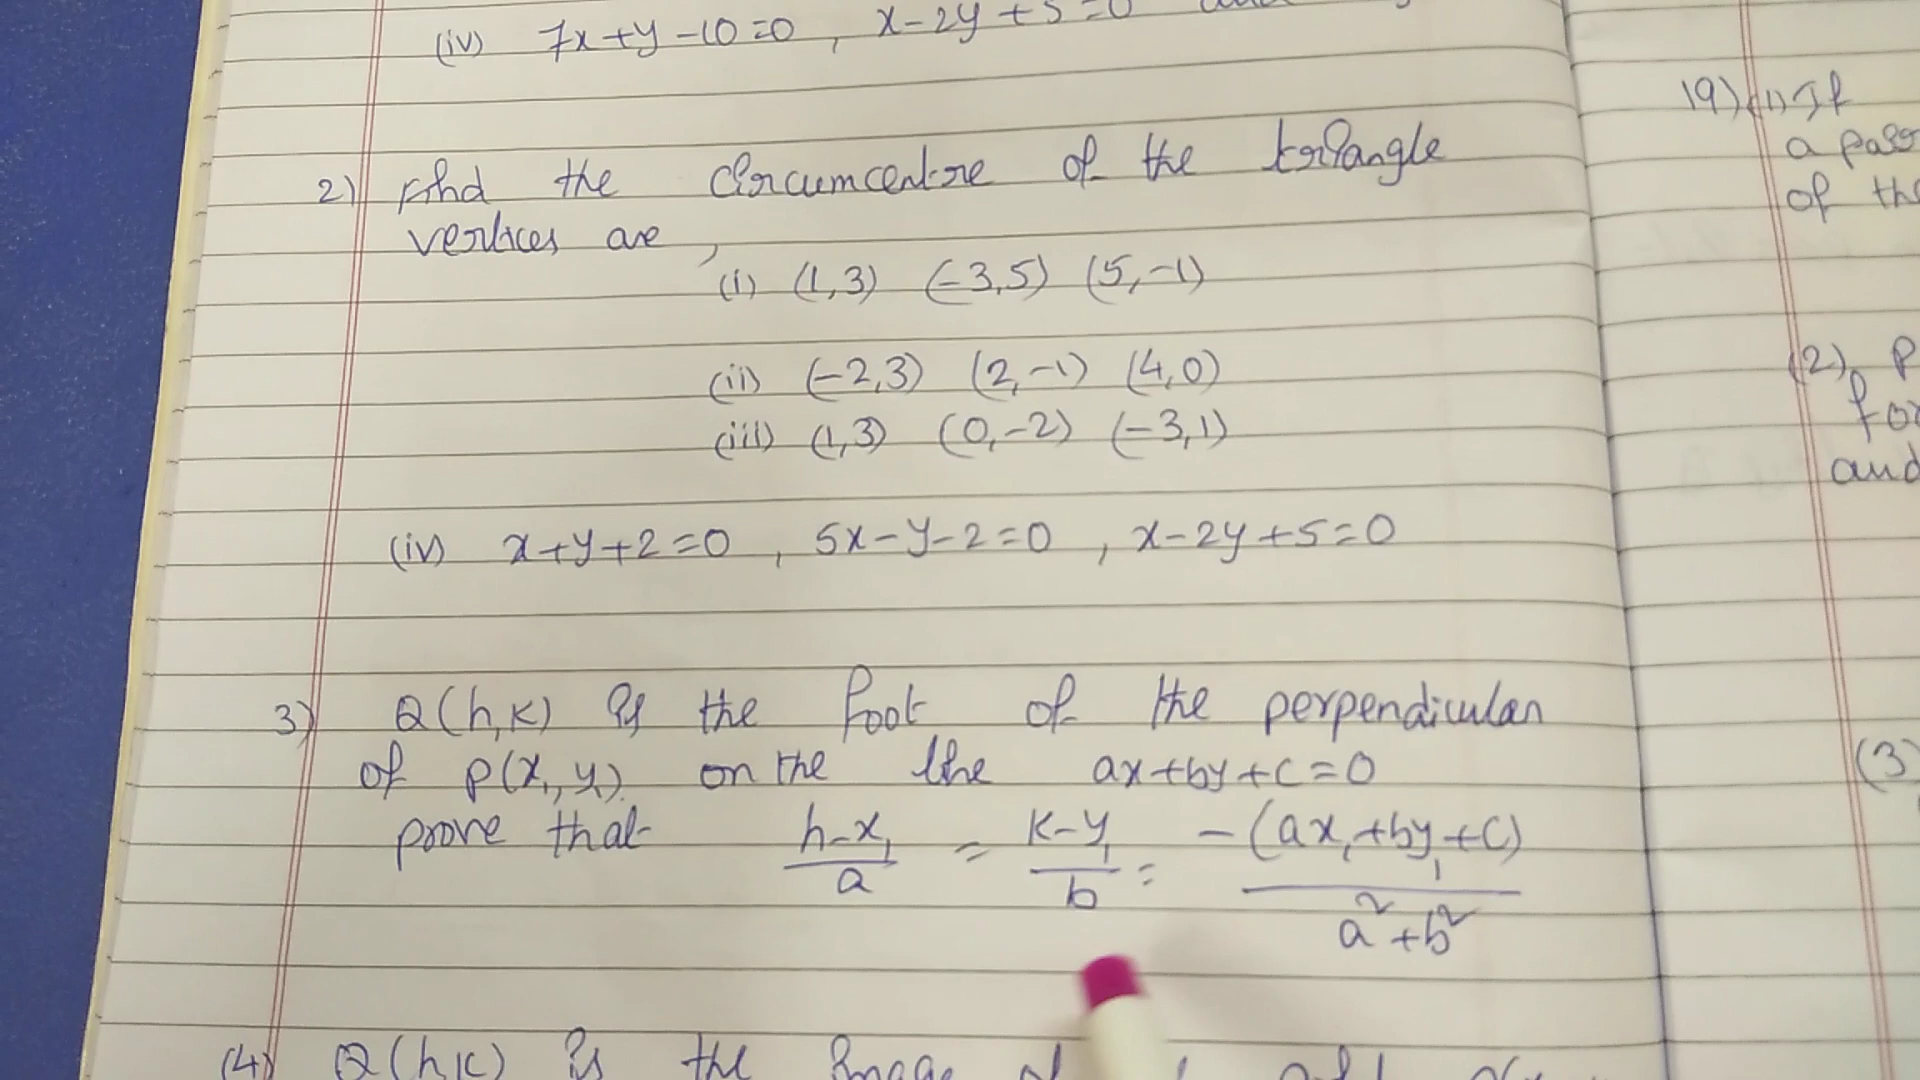 (iv) 7x+y-10=0, x-2y+5=0
2) Find the circumcentre of the triangle
vertices are,
(i) (1,3) (-3,5) (5,-1)
(ii) (-2,3) (2,-1) (4,0)
(iii) (1,3) (0,-2) (-3,1)
(iv) x+y+2=0, 5x-y-2=0, x-2y+5=0
3) Q(h,k) is the foot of the perpendicular
of P(x₁,y₁) on the line ax+by+c=0
prove that (h-x₁)/a = (k-y₁)/b = -(ax₁+by₁+c)/(a²+b²)
(4) Q(h,k) is the Image
19) (1) If
a
of
(2)
and
(3)